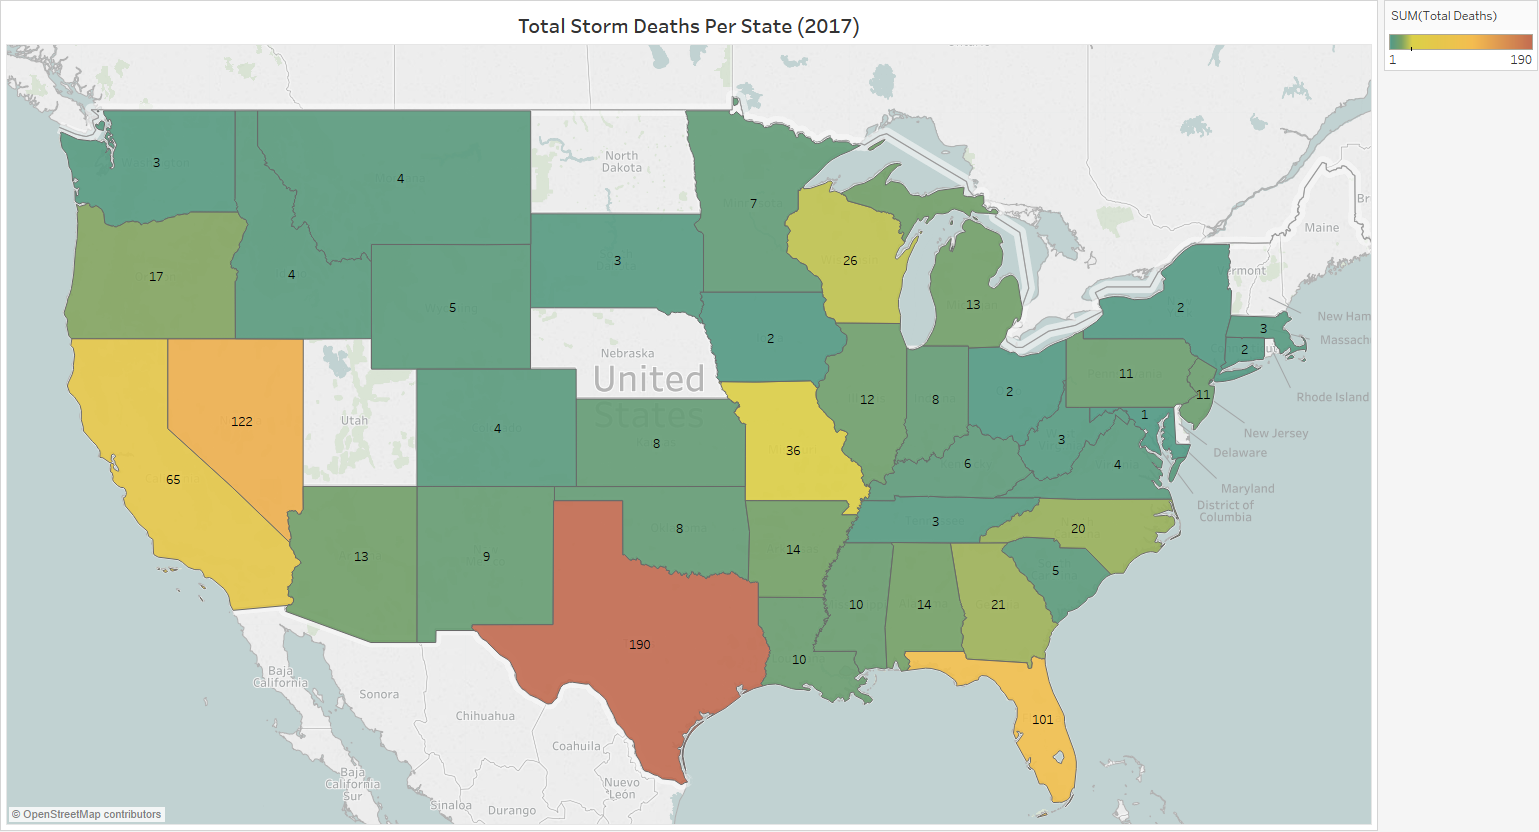 Total Storm Deaths Per State (2017)
SUM(Total Deaths)
1 190
North
Dakota
Maine
Vermont
New Ham
Massach
Rhode Island
New Jersey
Delaware
Maryland
District of
Columbia
Nebraska
United
States
Utah
3
4
7
17
4
5
3
26
13
2
3
2
2
11
11
12
8
2
1
122
65
4
8
36
6
3
4
13
9
8
14
3
20
5
10
14
21
10
190
101
Baja
California
Sonora
Chihuahua
Coahuila
Baja
California
Sur
Nuevo
León
Sinaloa
Durango
Br
© OpenStreetMap contributors